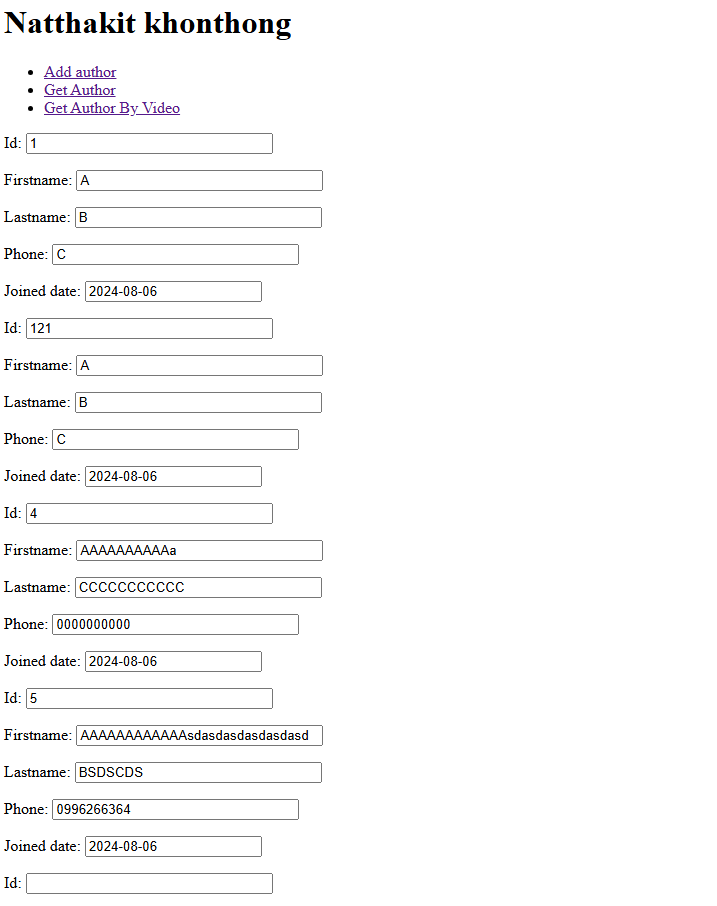 Natthakit khonthong
Add author
Get Author
Get Author By Video
Id: 1
Firstname: A
Lastname: B
Phone: C
Joined date: 2024-08-06
Id: 121
Firstname: A
Lastname: B
Phone: C
Joined date: 2024-08-06
Id: 4
Firstname: AAAAAAAAAAa
Lastname: CCCCCCCCCCC
Phone: 0000000000
Joined date: 2024-08-06
Id: 5
Firstname: AAAAAAAAAAAAsdasdasdasdasdasd
Lastname: BSDSCDS
Phone: 0996266364
Joined date: 2024-08-06
Id: